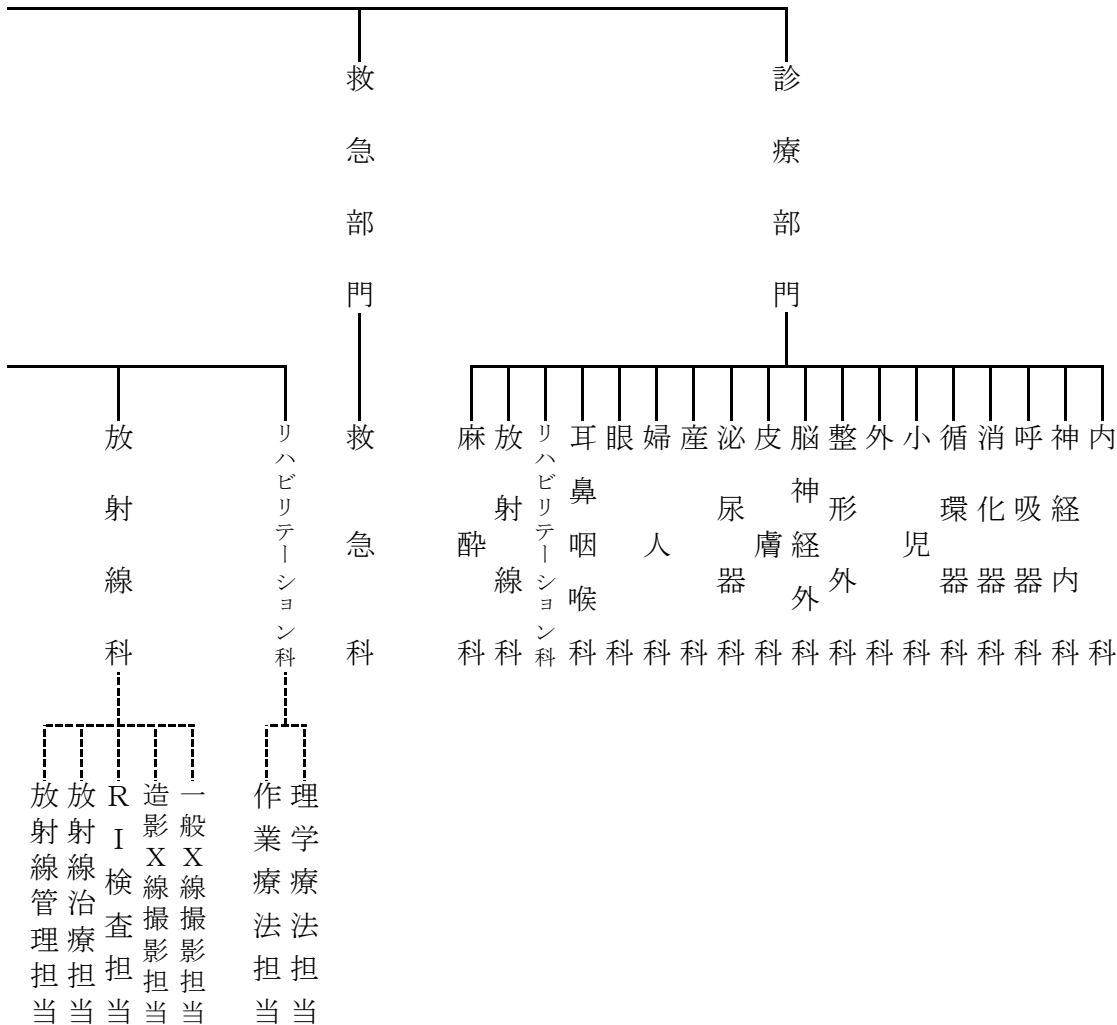 診療部門
内科
神経内科
呼吸器科
消化器科
循環器科
小児科
外科
整形外科
脳神経外科
皮膚科
泌尿器科
産科
婦人科
眼科
耳鼻咽喉科
リハビリテーション科
放射線科
麻酔科
救急部門
救急科
リハビリテーション科
理学療法担当
作業療法担当
放射線科
一般X線撮影担当
造影X線撮影担当
RI検査担当
放射線治療担当
放射線管理担当